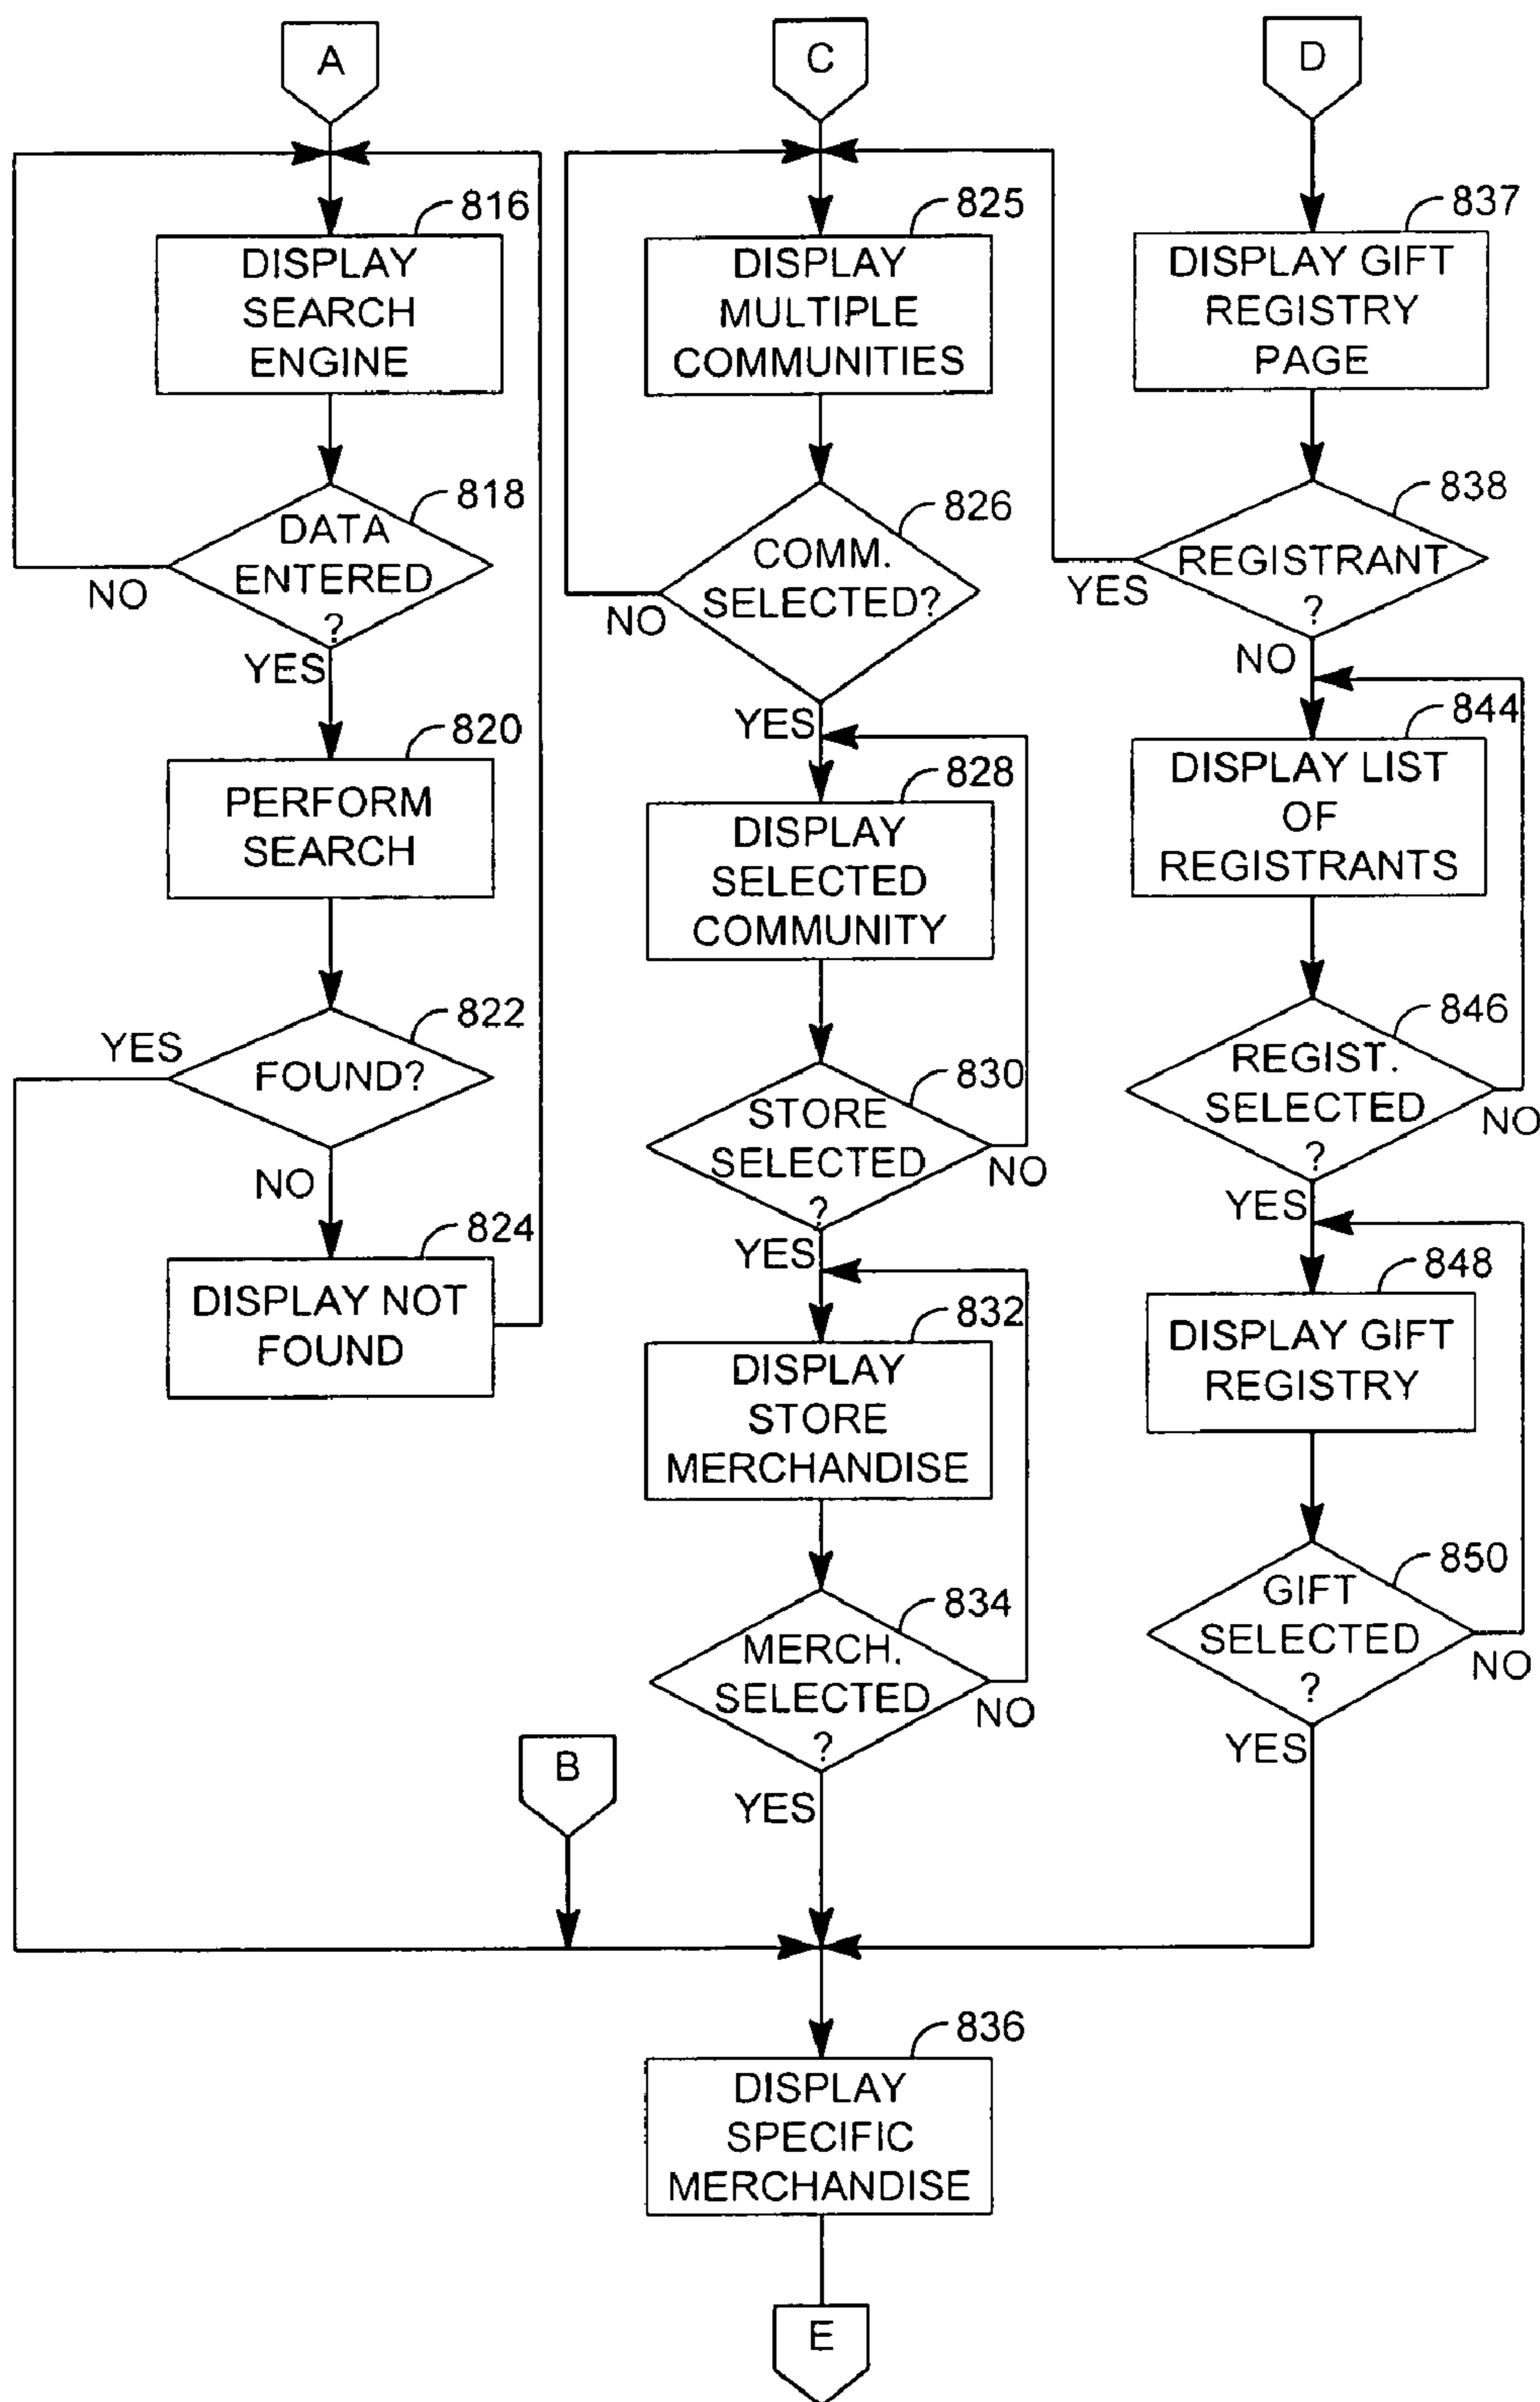 A
816
DISPLAY
SEARCH
ENGINE
818
DATA
ENTERED
?
NO
YES
820
PERFORM
SEARCH
822
FOUND?
YES
NO
824
DISPLAY NOT
FOUND
B
C
825
DISPLAY
MULTIPLE
COMMUNITIES
826
COMM.
SELECTED?
NO
YES
828
DISPLAY
SELECTED
COMMUNITY
830
STORE
SELECTED
?
NO
YES
832
DISPLAY
STORE
MERCHANDISE
834
MERCH.
SELECTED
?
NO
YES
836
DISPLAY
SPECIFIC
MERCHANDISE
E
D
837
DISPLAY GIFT
REGISTRY
PAGE
838
REGISTRANT
?
YES
NO
844
DISPLAY LIST
OF
REGISTRANTS
846
REGIST.
SELECTED
?
NO
YES
848
DISPLAY GIFT
REGISTRY
850
GIFT
SELECTED
?
NO
YES